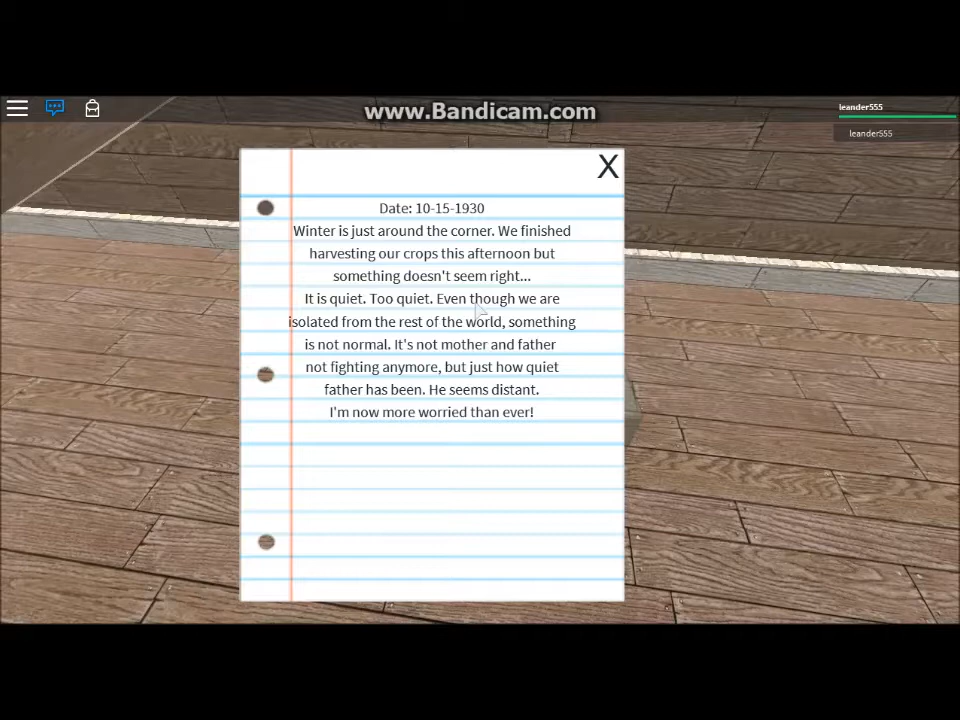 www.Bandicam.com
leander555
leander555
X
Date: 10-15-1930
Winter is just around the corner. We finished
harvesting our crops this afternoon but
something doesn't seem right...
It is quiet. Too quiet. Even though we are
isolated from the rest of the world, something
is not normal. It's not mother and father
not fighting anymore, but just how quiet
father has been. He seems distant.
I'm now more worried than ever!